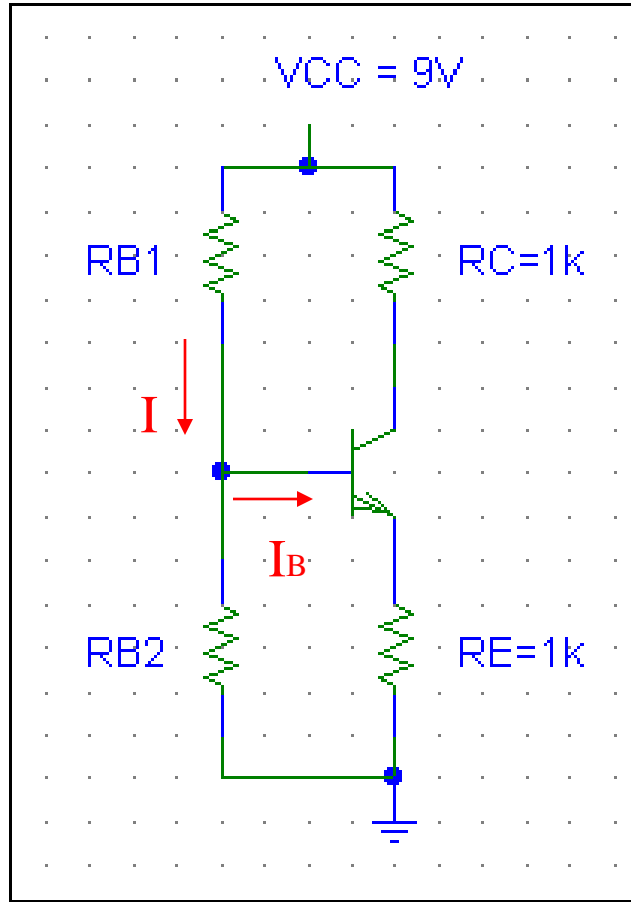 VCC = 9V
RB1
RC=1k
I
IB
RB2
RE=1k